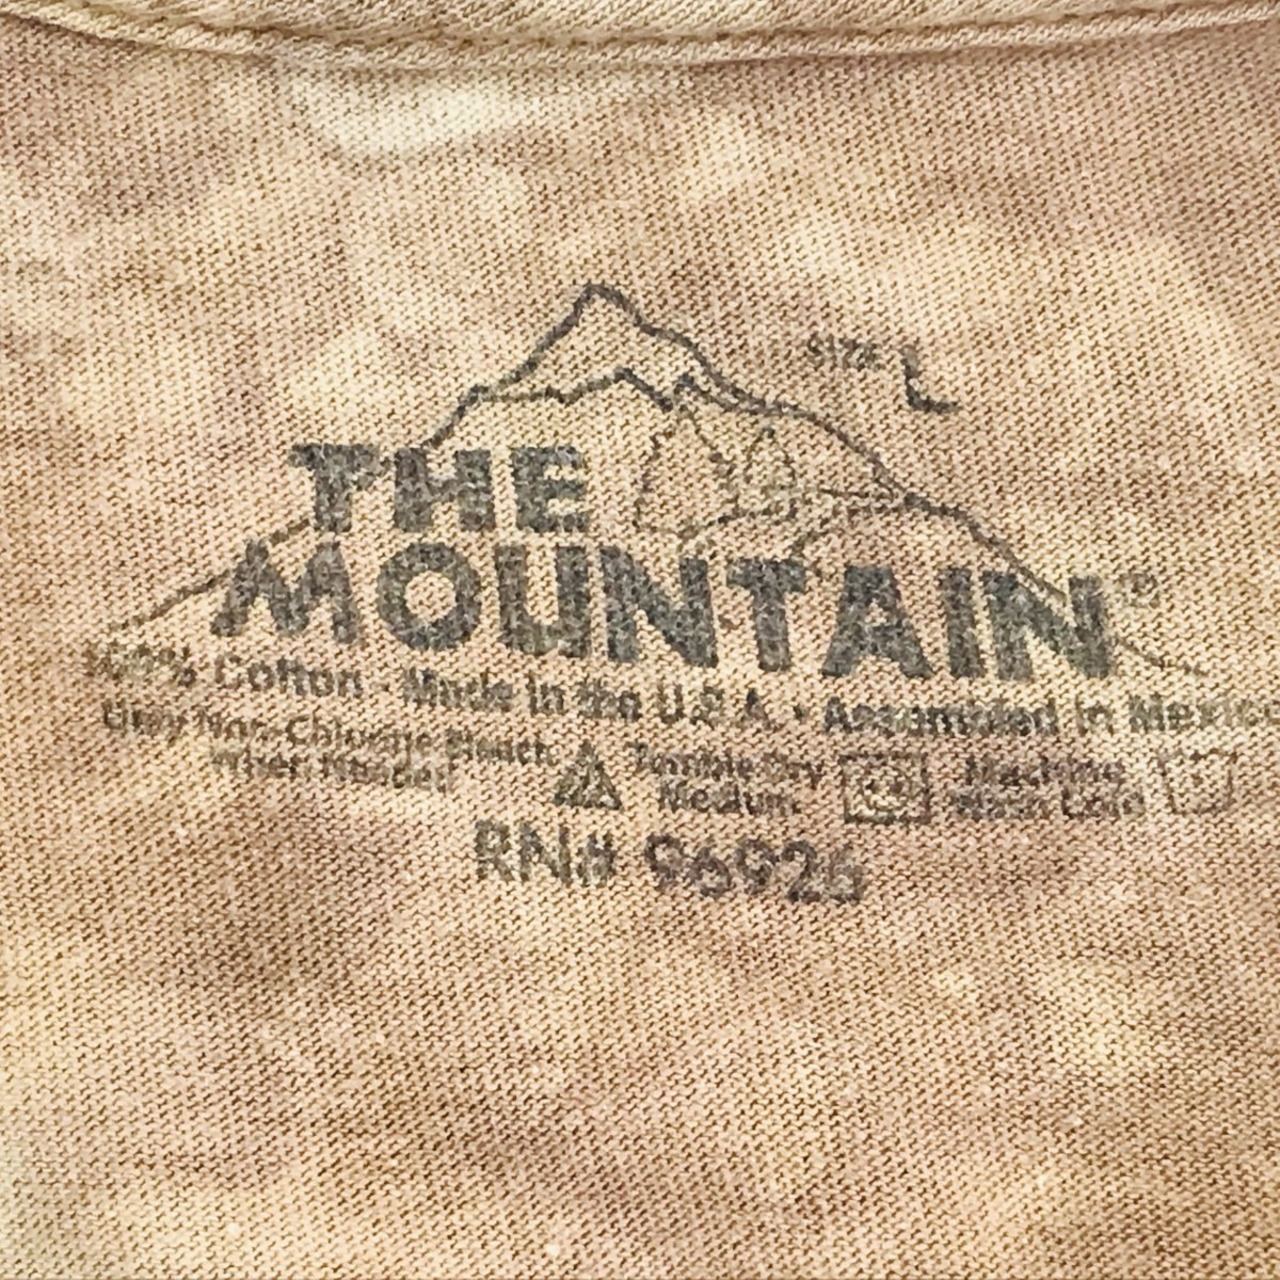 SIZE L
THE
MOUNTAIN®
100% Cotton · Made in the U.S.A. · Assembled in Mexico
Only Non-Chlorine Bleach
When Needed
Tumble Dry
Medium
Machine
Wash Cold
RN# 96926